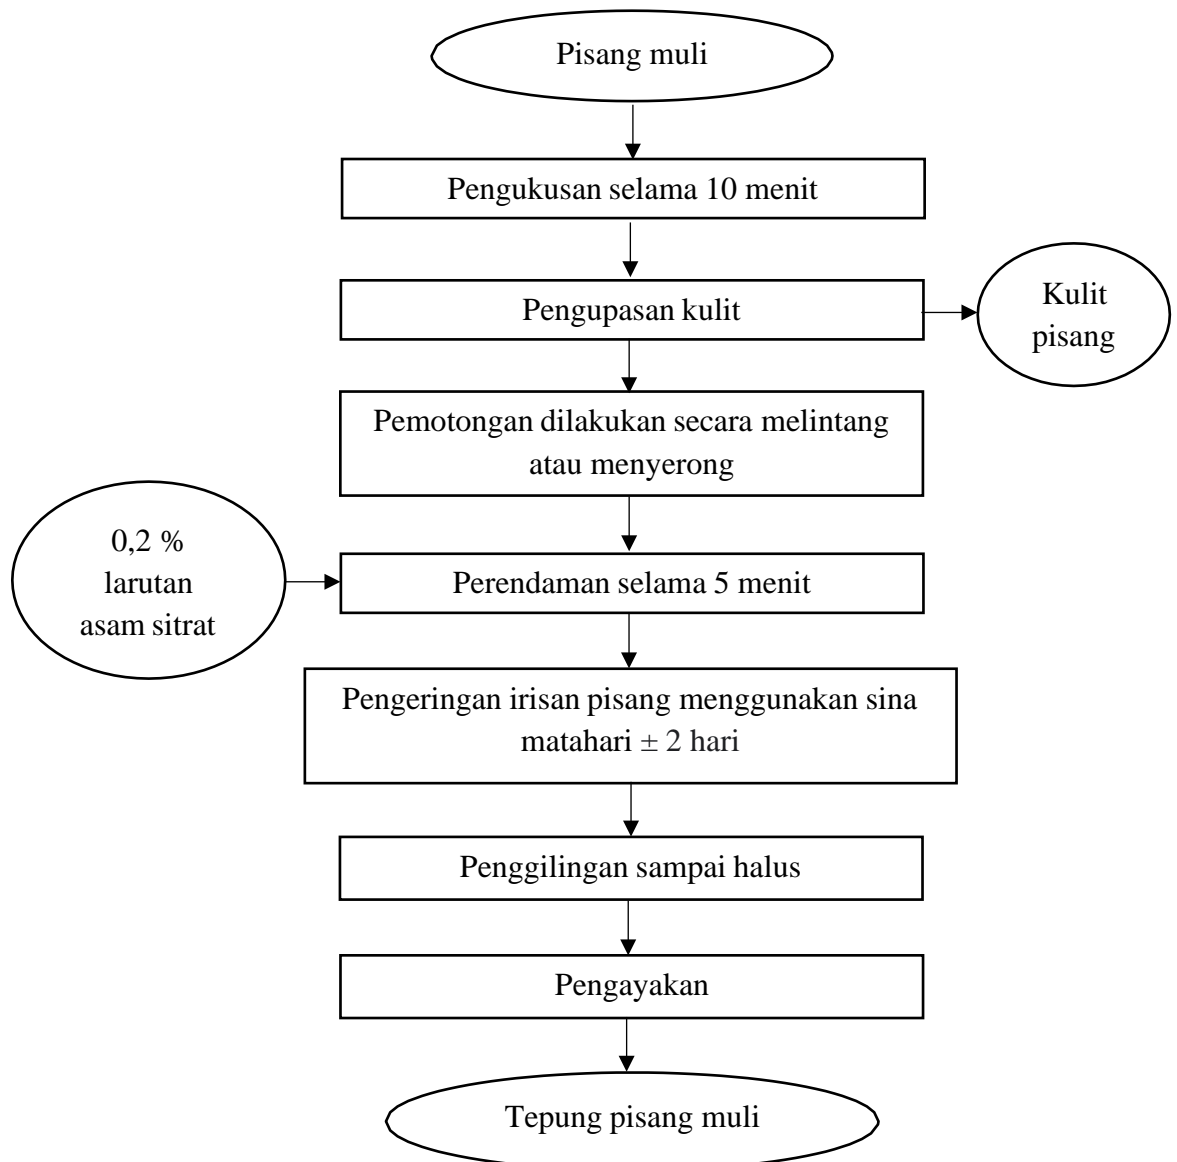 Pisang muli
Pengukusan selama 10 menit
Pengupasan kulit
Kulit
pisang
Pemotongan dilakukan secara melintang
atau menyerong
0,2 %
larutan
asam sitrat
Perendaman selama 5 menit
Pengeringan irisan pisang menggunakan sina
matahari ± 2 hari
Penggilingan sampai halus
Pengayakan
Tepung pisang muli